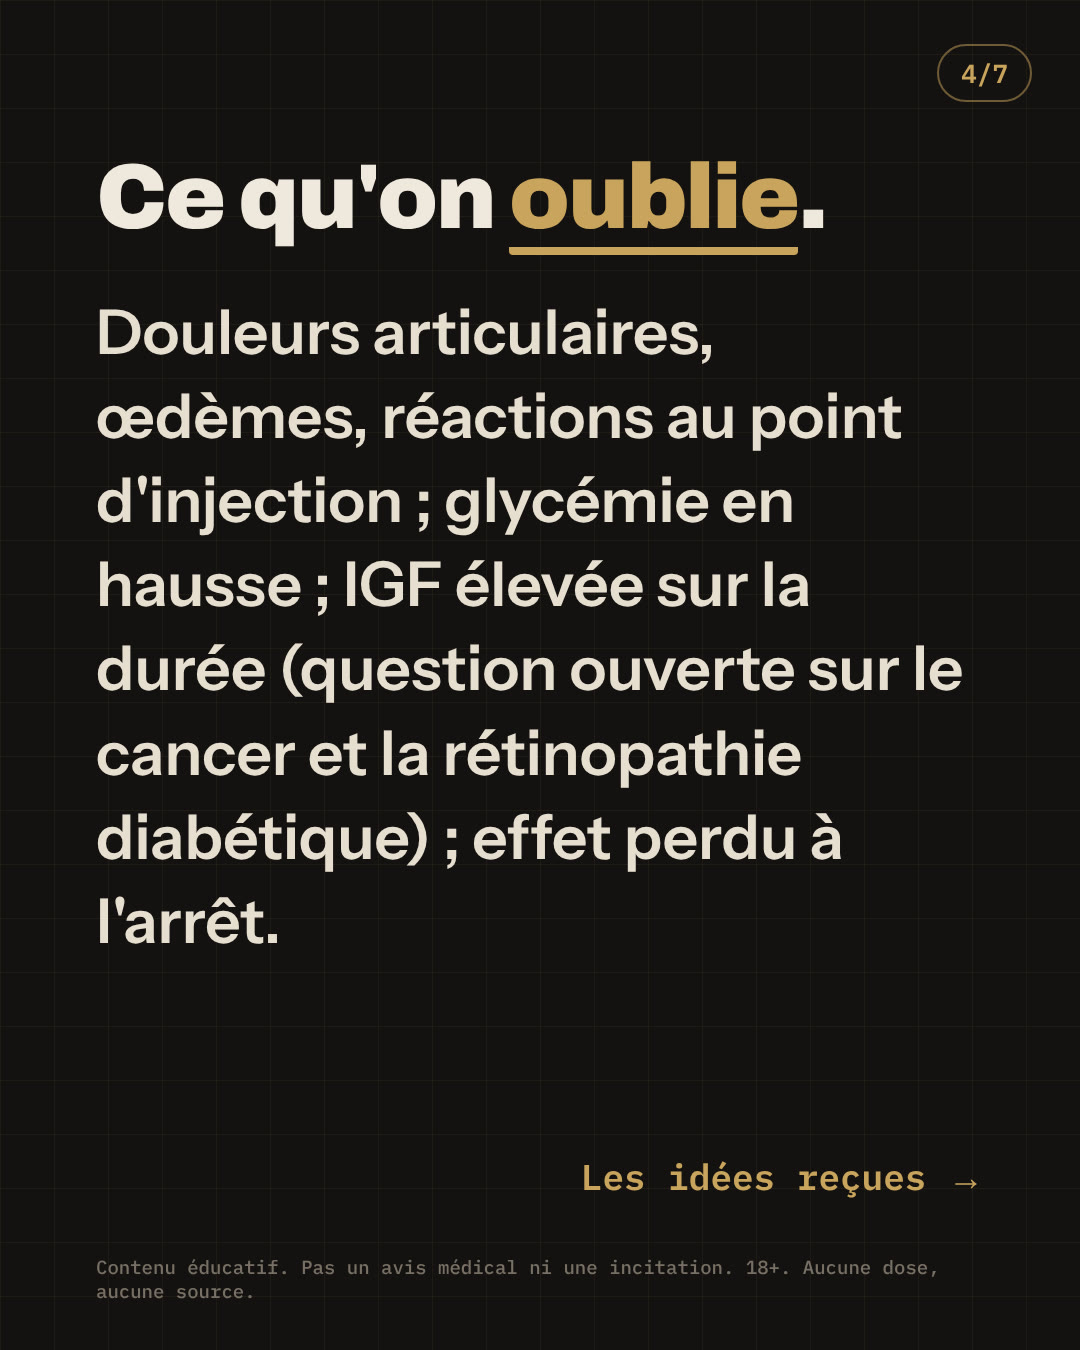 4/7
Ce qu'on oublie.
Douleurs articulaires,
œdèmes, réactions au point
d'injection ; glycémie en
hausse ; IGF élevée sur la
durée (question ouverte sur le
cancer et la rétinopathie
diabétique) ; effet perdu à
l'arrêt.
Les idées reçues →
Contenu éducatif. Pas un avis médical ni une incitation. 18+. Aucune dose,
aucune source.